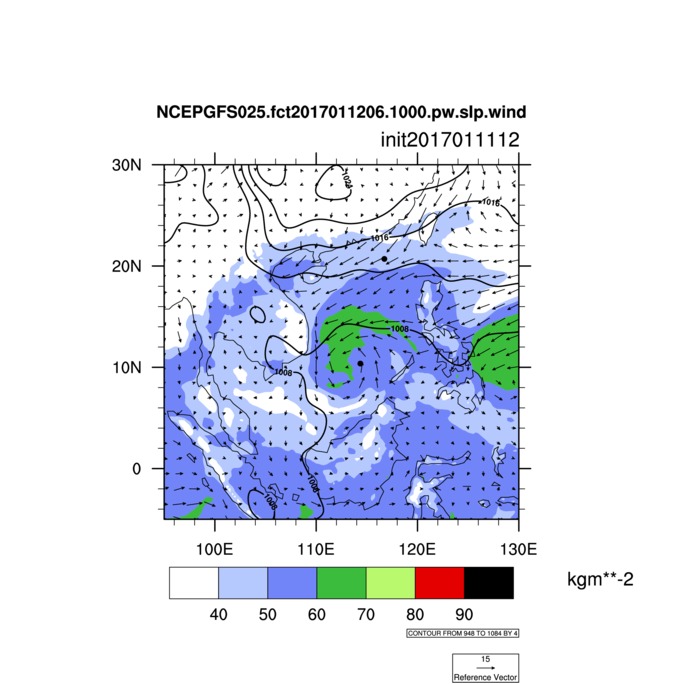 NCEPGFS025.fct2017011206.1000.pw.slp.wind
init2017011112
30N
20N
10N
0
1016
1016
1008
1008
1008
1008
100E 110E 120E 130E
kgm**-2
40 50 60 70 80 90
CONTOUR FROM 948 TO 1084 BY 4
15
Reference Vector